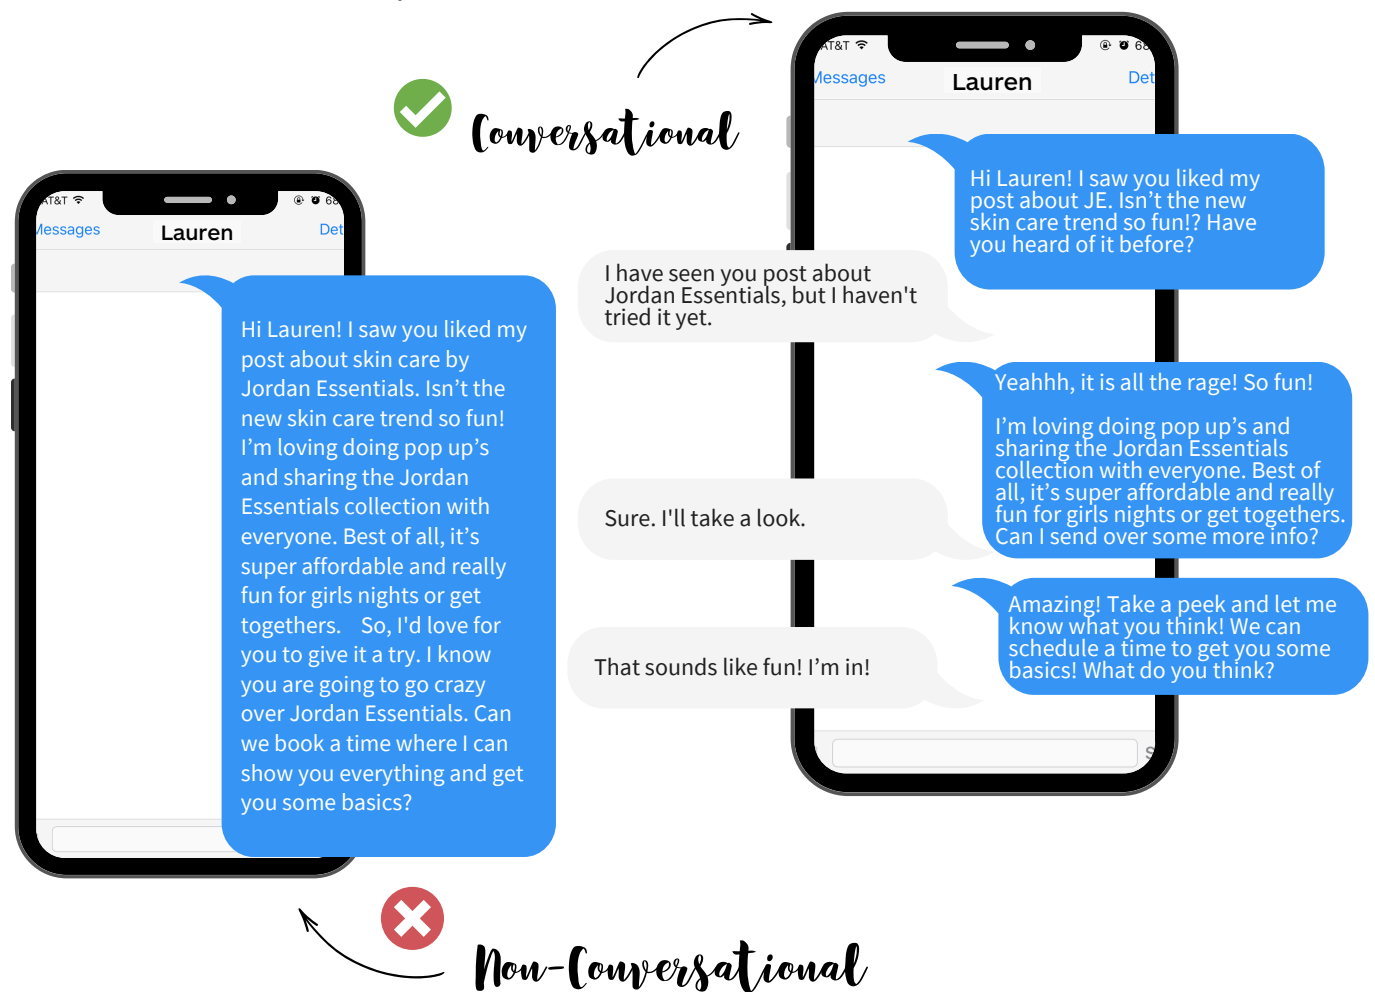 Conversational
AT&T
68
Messages
Lauren
Det
Hi Lauren! I saw you liked my
post about JE. Isn’t the new
skin care trend so fun!? Have
you heard of it before?
I have seen you post about
Jordan Essentials, but I haven't
tried it yet.
Yeahhh, it is all the rage! So fun!
I’m loving doing pop up’s and
sharing the Jordan Essentials
collection with everyone. Best of
all, it’s super affordable and really
fun for girls nights or get togethers.
Can I send over some more info?
Sure. I'll take a look.
Amazing! Take a peek and let me
know what you think! We can
schedule a time to get you some
basics! What do you think?
That sounds like fun! I’m in!
S
AT&T
68
Messages
Lauren
Det
Hi Lauren! I saw you liked my
post about skin care by
Jordan Essentials. Isn’t the
new skin care trend so fun!
I’m loving doing pop up’s
and sharing the Jordan
Essentials collection with
everyone. Best of all, it’s
super affordable and really
fun for girls nights or get
togethers. So, I'd love for
you to give it a try. I know
you are going to go crazy
over Jordan Essentials. Can
we book a time where I can
show you everything and get
you some basics?
Non-Conversational